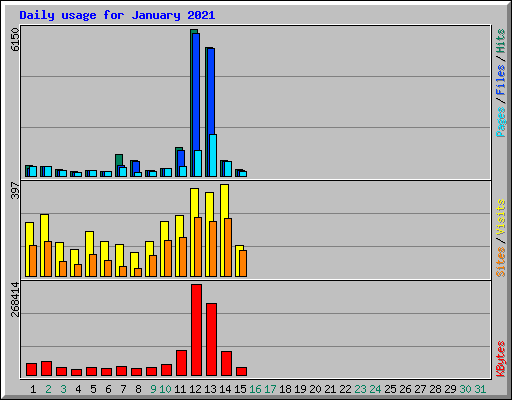 Daily usage for January 2021
6150
Pages / Files / Hits
397
Sites / Visits
268414
KBytes
1 2 3 4 5 6 7 8 9 10 11 12 13 14 15 16 17 18 19 20 21 22 23 24 25 26 27 28 29 30 31